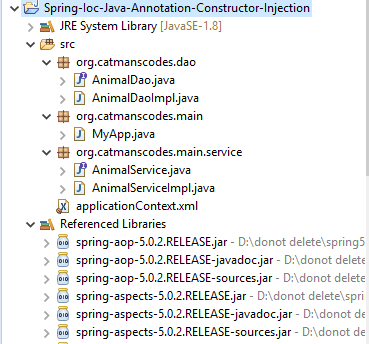 Spring-Ioc-Java-Annotation-Constructor-Injection
JRE System Library [JavaSE-1.8]
src
org.catmanscodes.dao
AnimalDao.java
AnimalDaoImpl.java
org.catmanscodes.main
MyApp.java
org.catmanscodes.main.service
AnimalService.java
AnimalServiceImpl.java
applicationContext.xml
Referenced Libraries
spring-aop-5.0.2.RELEASE.jar - D:\donot delete\spring5
spring-aop-5.0.2.RELEASE-javadoc.jar - D:\donot de
spring-aop-5.0.2.RELEASE-sources.jar - D:\donot del
spring-aspects-5.0.2.RELEASE.jar - D:\donot delete\spri
spring-aspects-5.0.2.RELEASE-javadoc.jar - D:\donot
spring-aspects-5.0.2.RELEASE-sources.jar - D:\donot